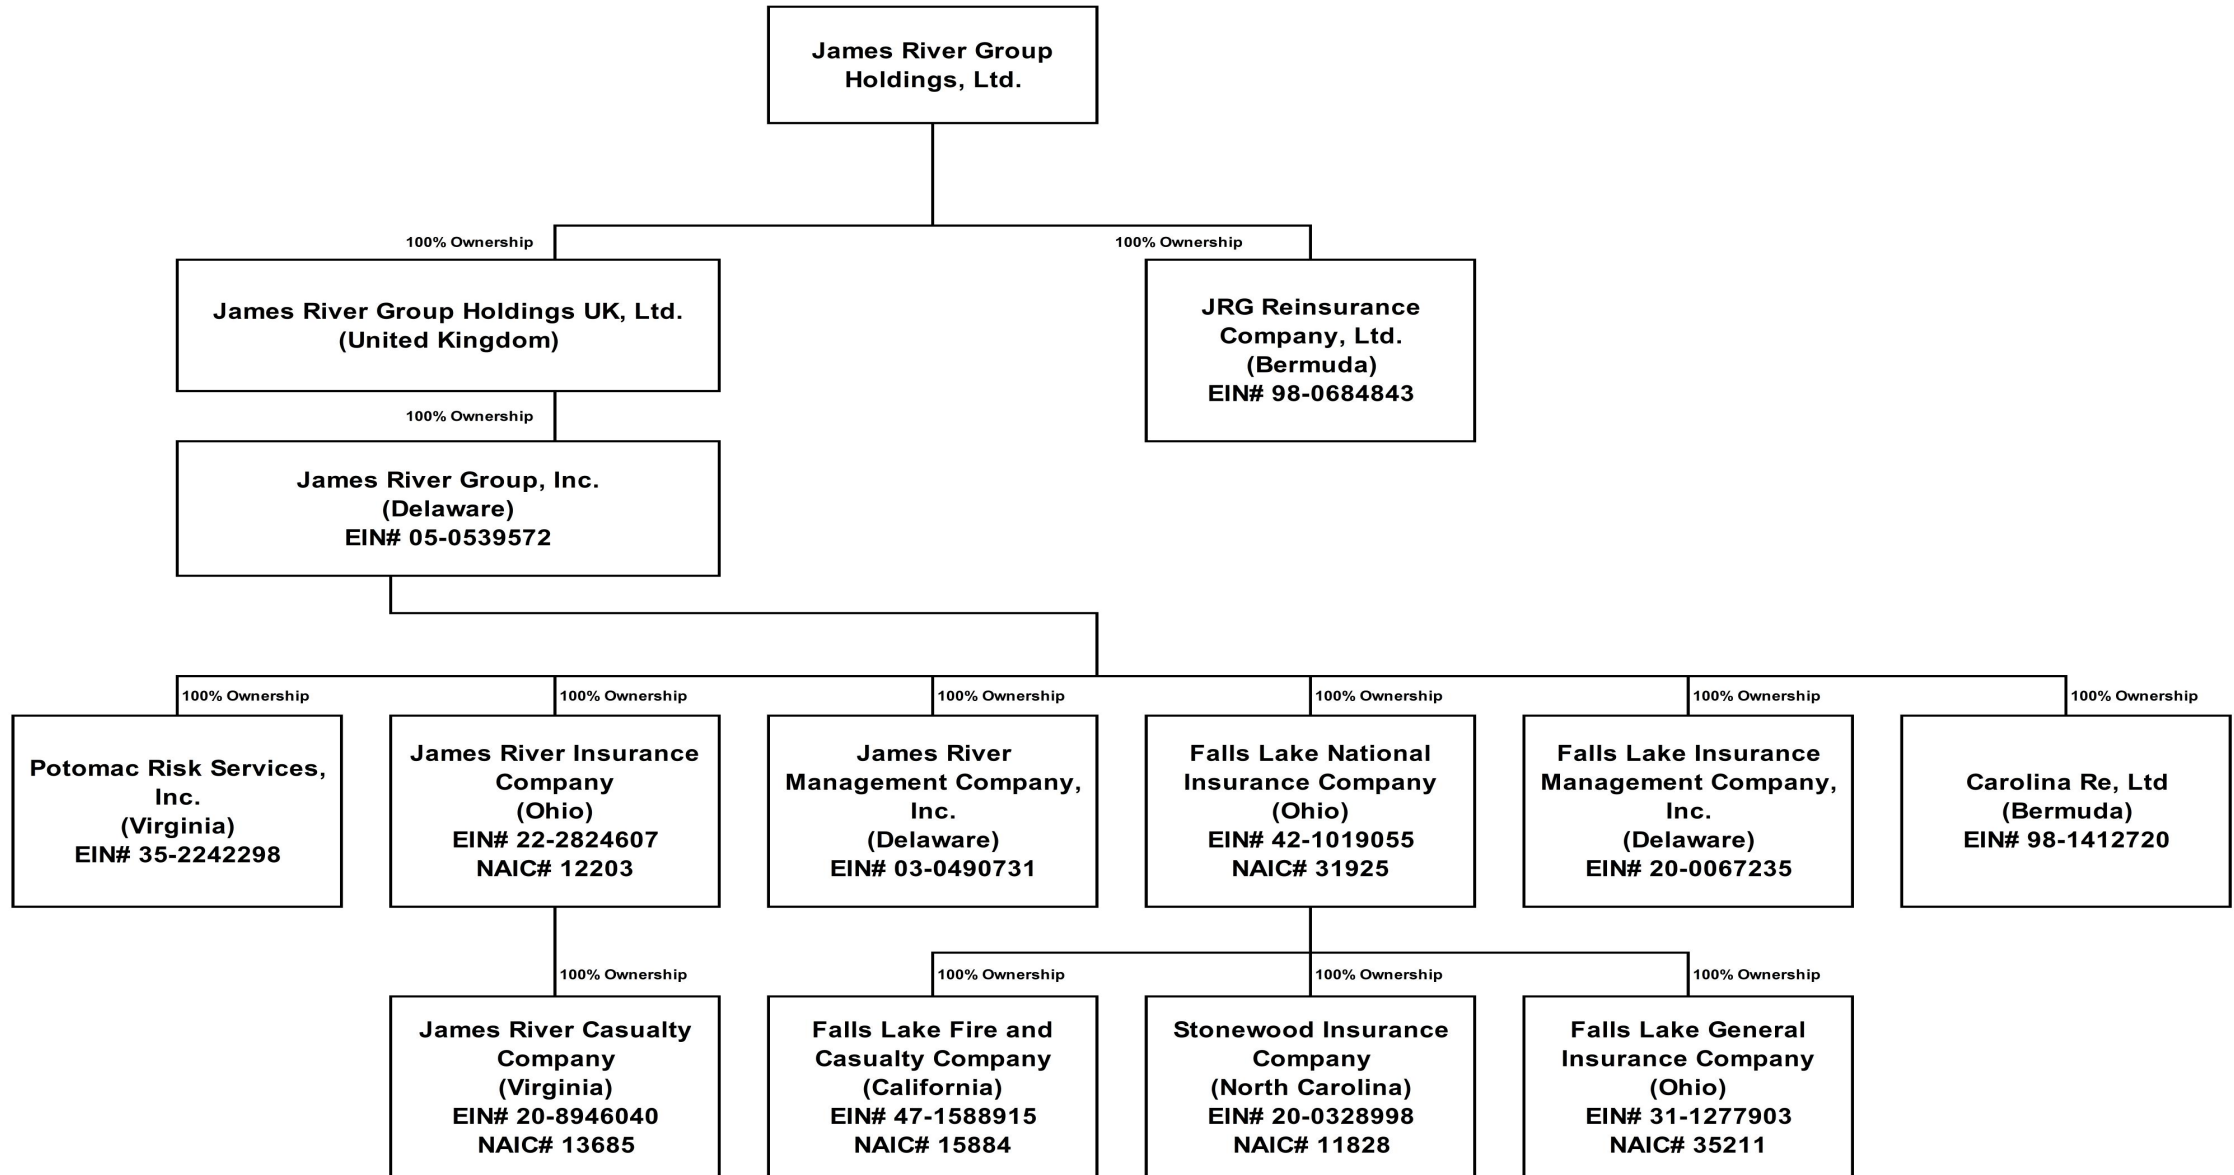 James River Group
Holdings, Ltd.
100% Ownership
100% Ownership
James River Group Holdings UK, Ltd.
(United Kingdom)
JRG Reinsurance
Company, Ltd.
(Bermuda)
EIN# 98-0684843
100% Ownership
James River Group, Inc.
(Delaware)
EIN# 05-0539572
100% Ownership
100% Ownership
100% Ownership
100% Ownership
100% Ownership
100% Ownership
Potomac Risk Services,
Inc.
(Virginia)
EIN# 35-2242298
James River Insurance
Company
(Ohio)
EIN# 22-2824607
NAIC# 12203
James River
Management Company,
Inc.
(Delaware)
EIN# 03-0490731
Falls Lake National
Insurance Company
(Ohio)
EIN# 42-1019055
NAIC# 31925
Falls Lake Insurance
Management Company,
Inc.
(Delaware)
EIN# 20-0067235
Carolina Re, Ltd
(Bermuda)
EIN# 98-1412720
100% Ownership
100% Ownership
100% Ownership
100% Ownership
James River Casualty
Company
(Virginia)
EIN# 20-8946040
NAIC# 13685
Falls Lake Fire and
Casualty Company
(California)
EIN# 47-1588915
NAIC# 15884
Stonewood Insurance
Company
(North Carolina)
EIN# 20-0328998
NAIC# 11828
Falls Lake General
Insurance Company
(Ohio)
EIN# 31-1277903
NAIC# 35211